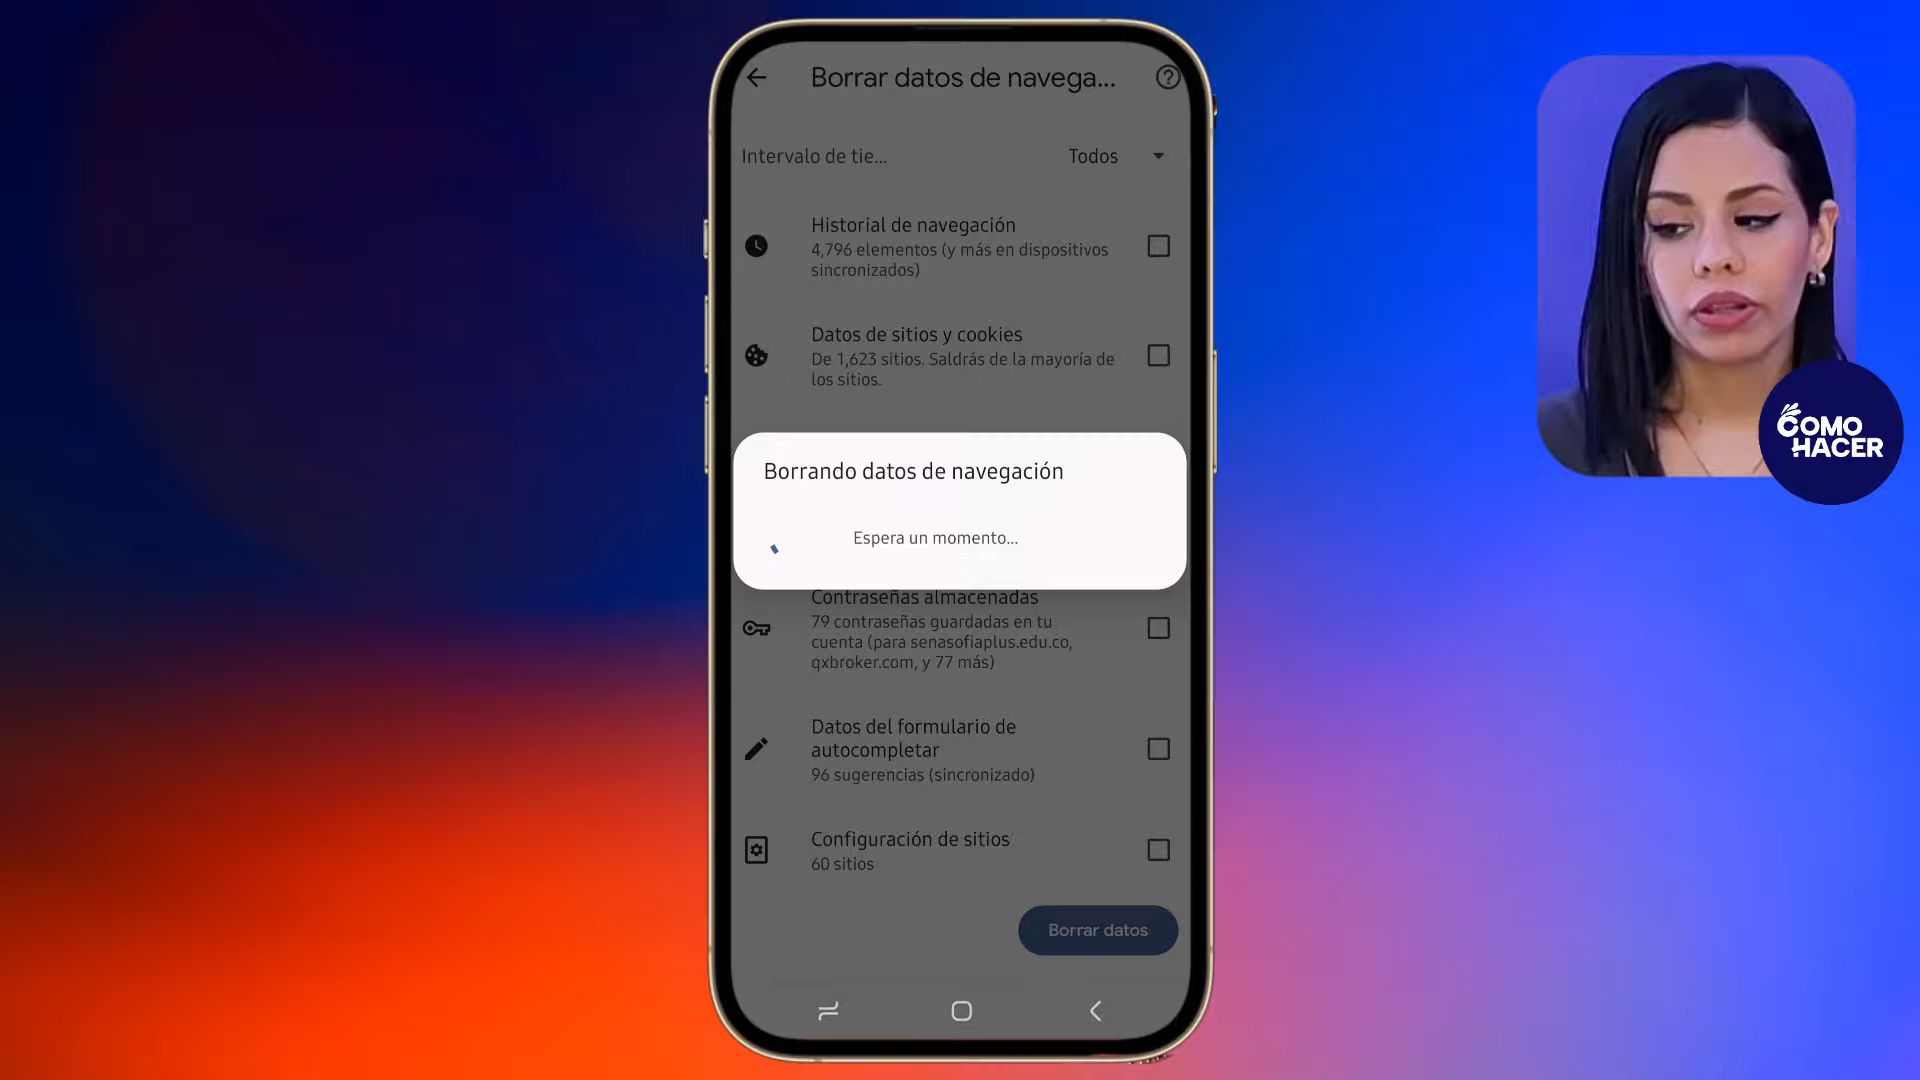 Borrar datos de navega...
Intervalo de tie...
Todos
Historial de navegación
4,796 elementos (y más en dispositivos
sincronizados)
Datos de sitios y cookies
De 1,623 sitios. Saldrás de la mayoría de
los sitios.
Borrando datos de navegación
Espera un momento...
Contraseñas almacenadas
79 contraseñas guardadas en tu
cuenta (para senasofiaplus.edu.co,
qxbroker.com, y 77 más)
Datos del formulario de
autocompletar
96 sugerencias (sincronizado)
Configuración de sitios
60 sitios
Borrar datos
COMO
HACER